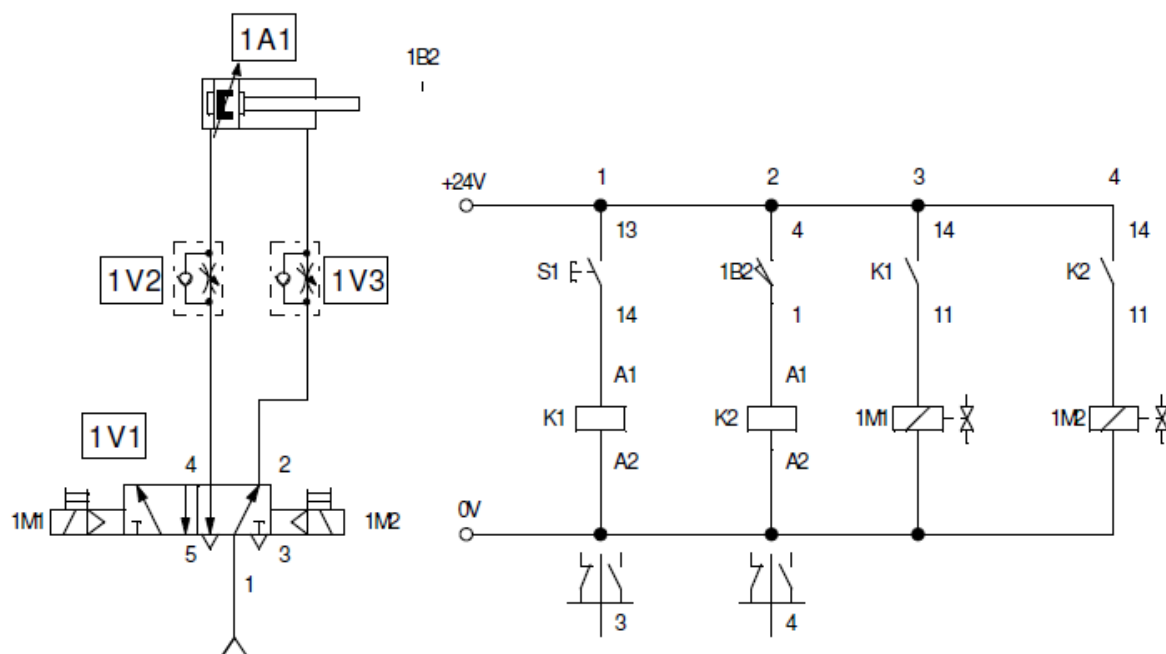 1A1
1B2
1V2
1V3
1V1
4 2
1M1 1M2
5 3
1
1 2 3 4
+24V
13 4 14 14
S1 1B2 K1 K2
14 1 11 11
A1 A1
K1 K2 1M1 1M2
A2 A2
0V
3 4